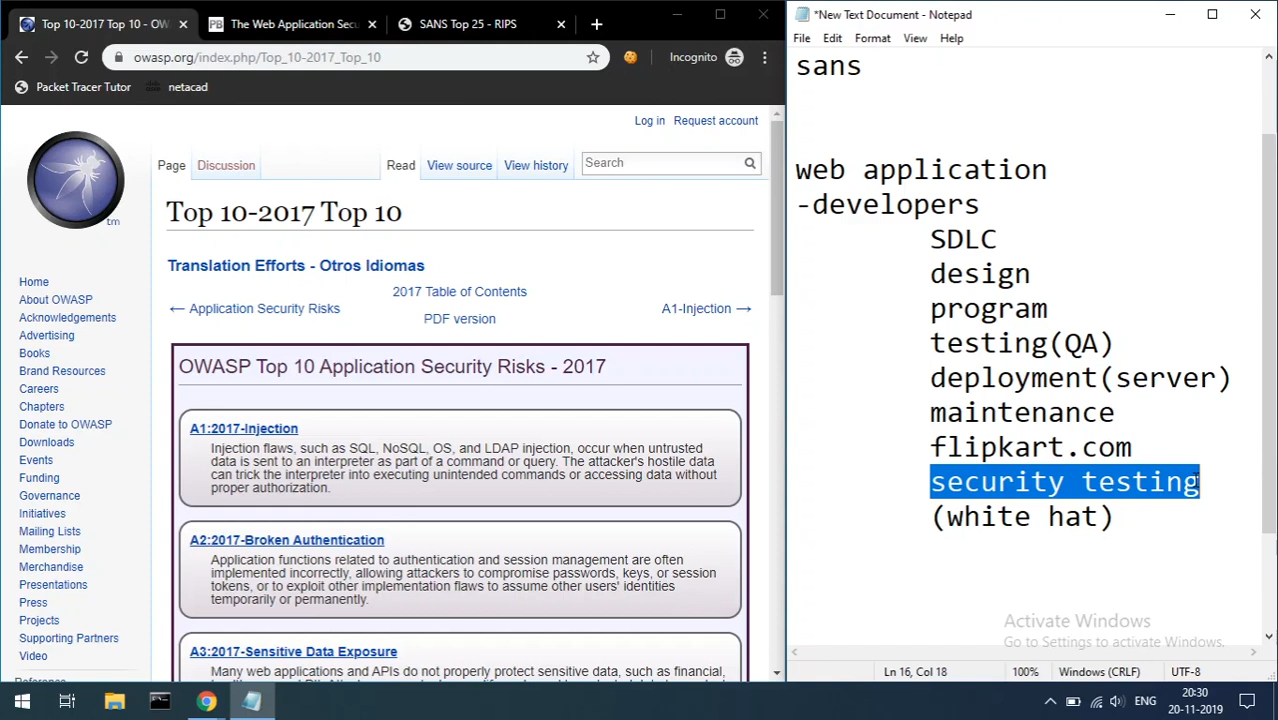 Top 10-2017 Top 10 - OW
The Web Application Secu
SANS Top 25 - RIPS
owasp.org/index.php/Top_10-2017_Top_10
Incognito
Packet Tracer Tutor
netacad
Log in
Request account
Page
Discussion
Read
View source
View history
Search
tm
Top 10-2017 Top 10
Translation Efforts - Otros Idiomas
← Application Security Risks
2017 Table of Contents
PDF version
A1-Injection →
Home
About OWASP
Acknowledgements
Advertising
Books
Brand Resources
Careers
Chapters
Donate to OWASP
Downloads
Events
Funding
Governance
Initiatives
Mailing Lists
Membership
Merchandise
Presentations
Press
Projects
Supporting Partners
Video
Reference
OWASP Top 10 Application Security Risks - 2017
A1:2017-Injection
Injection flaws, such as SQL, NoSQL, OS, and LDAP injection, occur when untrusted
data is sent to an interpreter as part of a command or query. The attacker's hostile data
can trick the interpreter into executing unintended commands or accessing data without
proper authorization.
A2:2017-Broken Authentication
Application functions related to authentication and session management are often
implemented incorrectly, allowing attackers to compromise passwords, keys, or session
tokens, or to exploit other implementation flaws to assume other users' identities
temporarily or permanently.
A3:2017-Sensitive Data Exposure
Many web applications and APIs do not properly protect sensitive data, such as financial,
*New Text Document - Notepad
File Edit Format View Help
sans
web application
-developers
SDLC
design
program
testing(QA)
deployment(server)
maintenance
flipkart.com
security testing
(white hat)
Activate Windows
Go to Settings to activate Windows.
Ln 16, Col 18
100%
Windows (CRLF)
UTF-8
ENG
20:30
20-11-2019